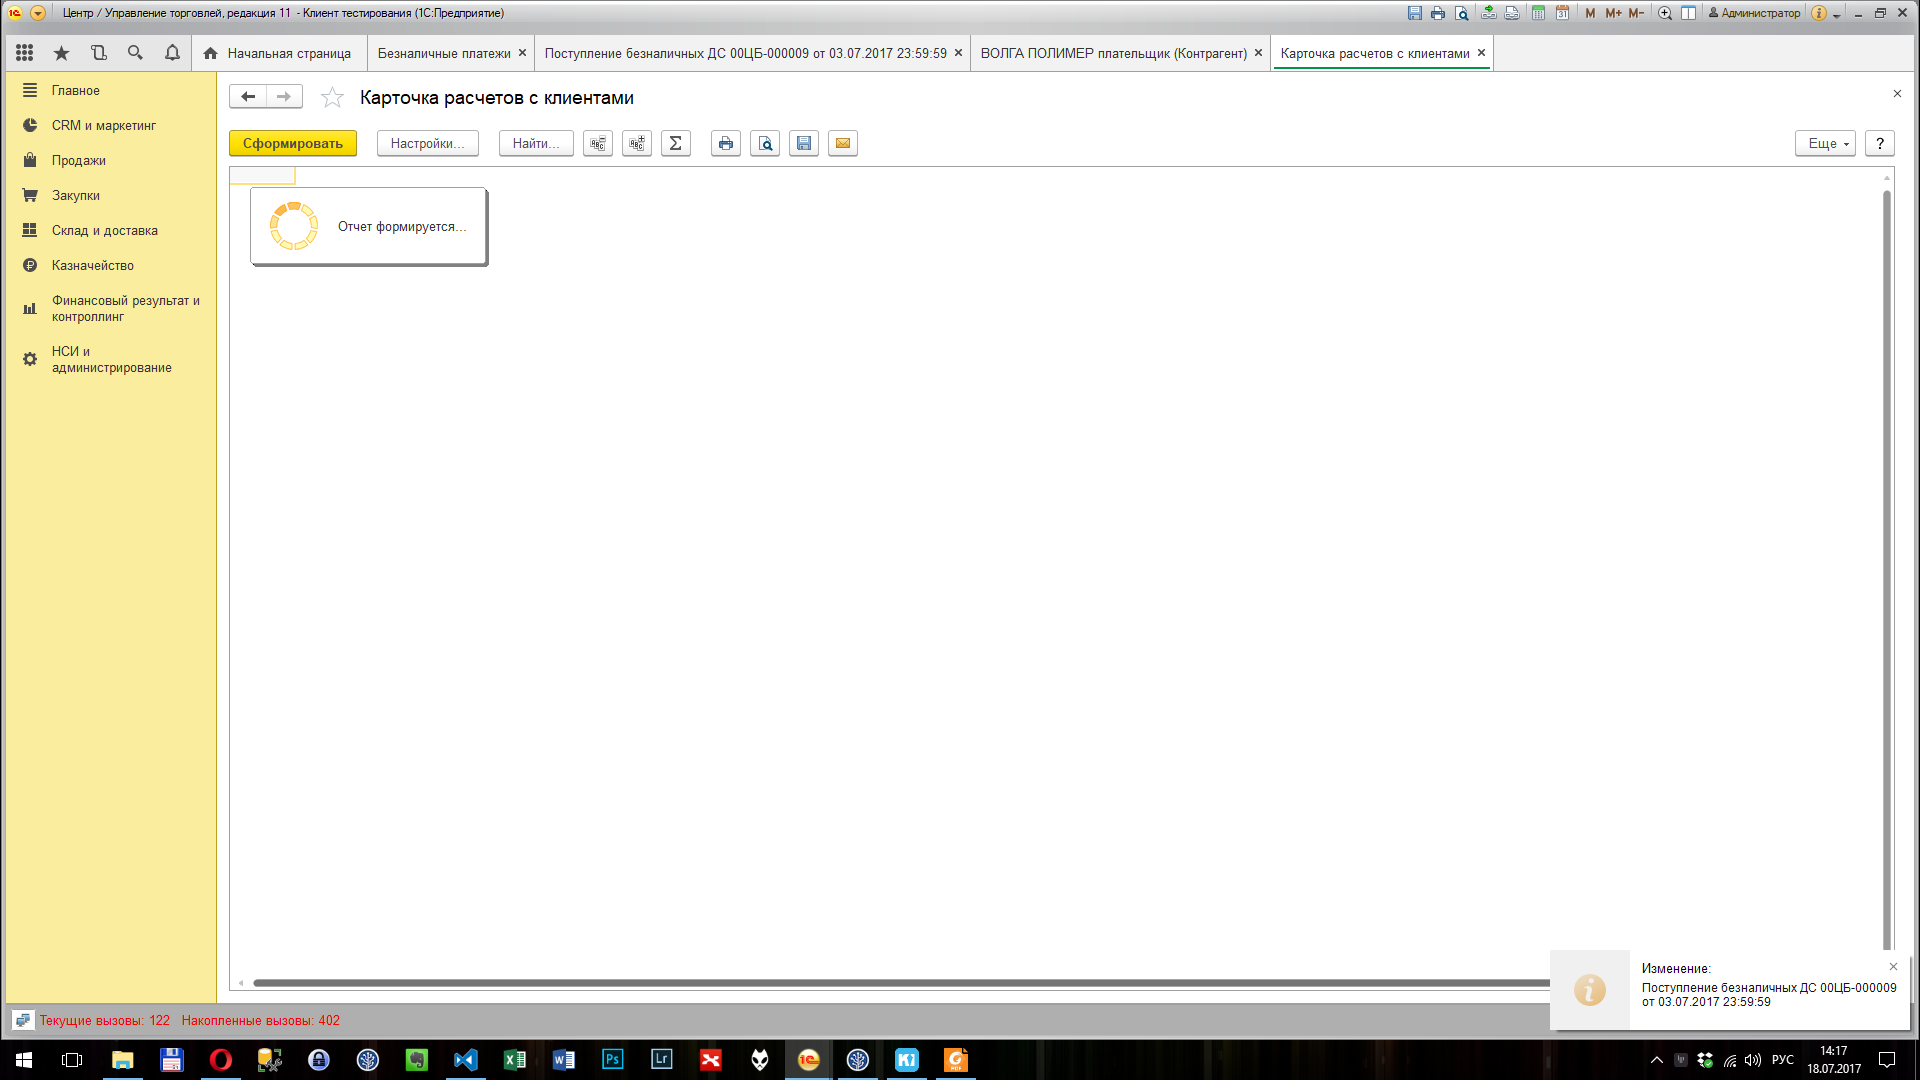 Центр / Управление торговлей, редакция 11 - Клиент тестирования (1С:Предприятие)
M M+ M- Администратор
Начальная страница
Безналичные платежи
Поступление безналичных ДС 00ЦБ-000009 от 03.07.2017 23:59:59
ВОЛГА ПОЛИМЕР плательщик (Контрагент)
Карточка расчетов с клиентами
Главное
CRM и маркетинг
Продажи
Закупки
Склад и доставка
Казначейство
Финансовый результат и
контроллинг
НСИ и
администрирование
Карточка расчетов с клиентами
Сформировать
Настройки...
Найти...
Еще
?
Отчет формируется...
Изменение:
Поступление безналичных ДС 00ЦБ-000009
от 03.07.2017 23:59:59
Текущие вызовы: 122 Накопленные вызовы: 402
Ps
Lr
Ki
РУС
14:17
18.07.2017